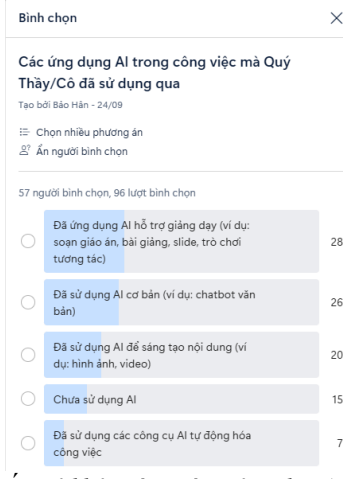 Bình chọn
Các ứng dụng AI trong công việc mà Quý
Thầy/Cô đã sử dụng qua
Tạo bởi Bảo Hân - 24/09
Chọn nhiều phương án
Ẩn người bình chọn
57 người bình chọn, 96 lượt bình chọn
Đã ứng dụng AI hỗ trợ giảng dạy (ví dụ:
soạn giáo án, bài giảng, slide, trò chơi
tương tác)
28
Đã sử dụng AI cơ bản (ví dụ: chatbot văn
bản)
26
Đã sử dụng AI để sáng tạo nội dung (ví
dụ: hình ảnh, video)
20
Chưa sử dụng AI
15
Đã sử dụng các công cụ AI tự động hóa
công việc
7